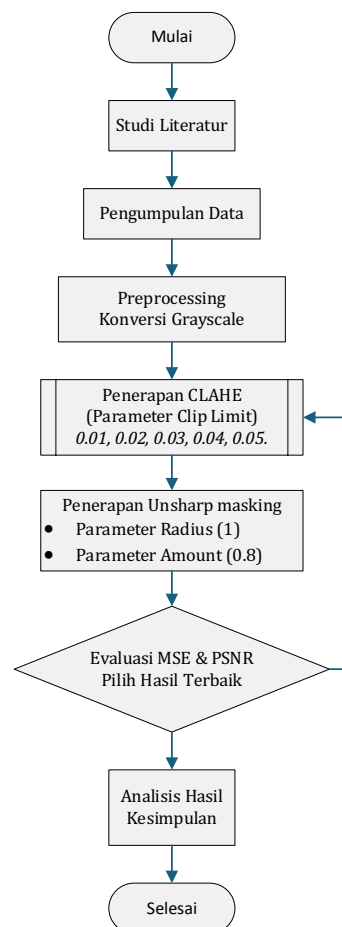 Mulai
Studi Literatur
Pengumpulan Data
Preprocessing
Konversi Grayscale
Penerapan CLAHE
(Parameter Clip Limit)
0.01, 0.02, 0.03, 0.04, 0.05.
Penerapan Unsharp masking
• Parameter Radius (1)
• Parameter Amount (0.8)
Evaluasi MSE & PSNR
Pilih Hasil Terbaik
Analisis Hasil
Kesimpulan
Selesai